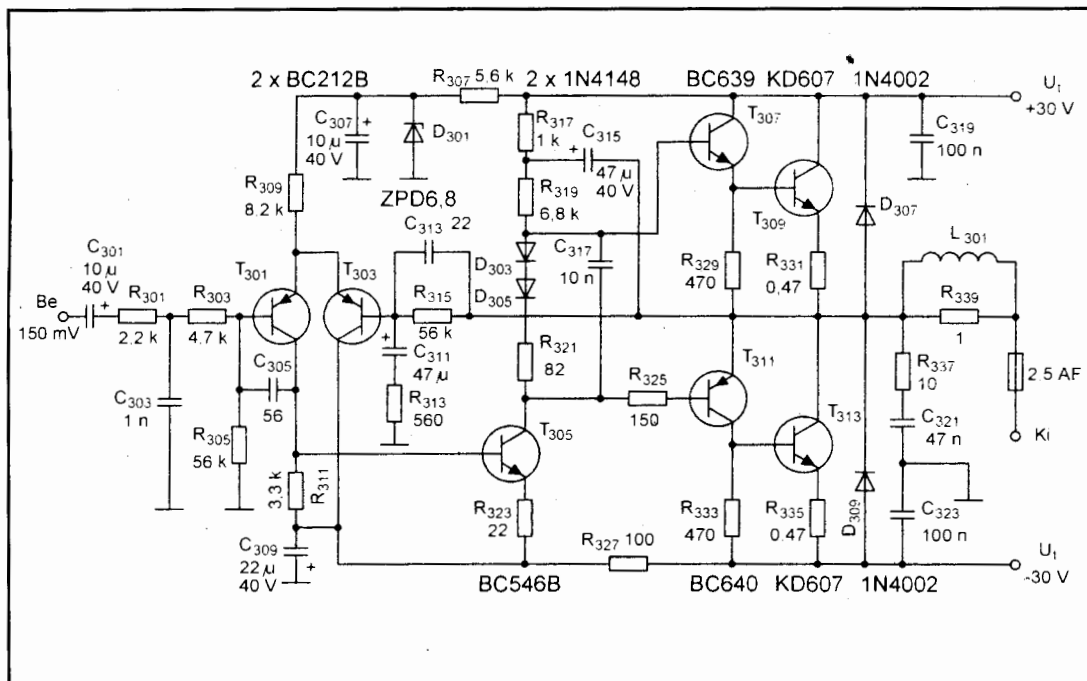 2 x BC212B
R307 5,6 k
2 x 1N4148
BC639
KD607
1N4002
U1
+30 V
C307
10 µ
40 V
+
D301
ZPD6,8
R317
1 k
C315
+
47 µ
40 V
T307
C319
100 n
R309
8.2 k
R319
6,8 k
C313 22
C317
10 n
T309
D307
L301
C301
10 µ
40 V
+
Be
150 mV
R301
2.2 k
R303
4.7 k
T301
T303
D303
D305
R315
56 k
R329
470
R331
0,47
R339
1
C311
+
47 µ
R321
82
T311
R337
10
2.5 AF
C303
1 n
C305
56
R313
560
R325
150
C321
47 n
Ki
R305
56 k
T305
T313
R311
3,3 k
R323
22
R333
470
R335
0.47
D309
C323
100 n
C309
22 µ
40 V
+
R327 100
U1
-30 V
BC546B
BC640
KD607
1N4002